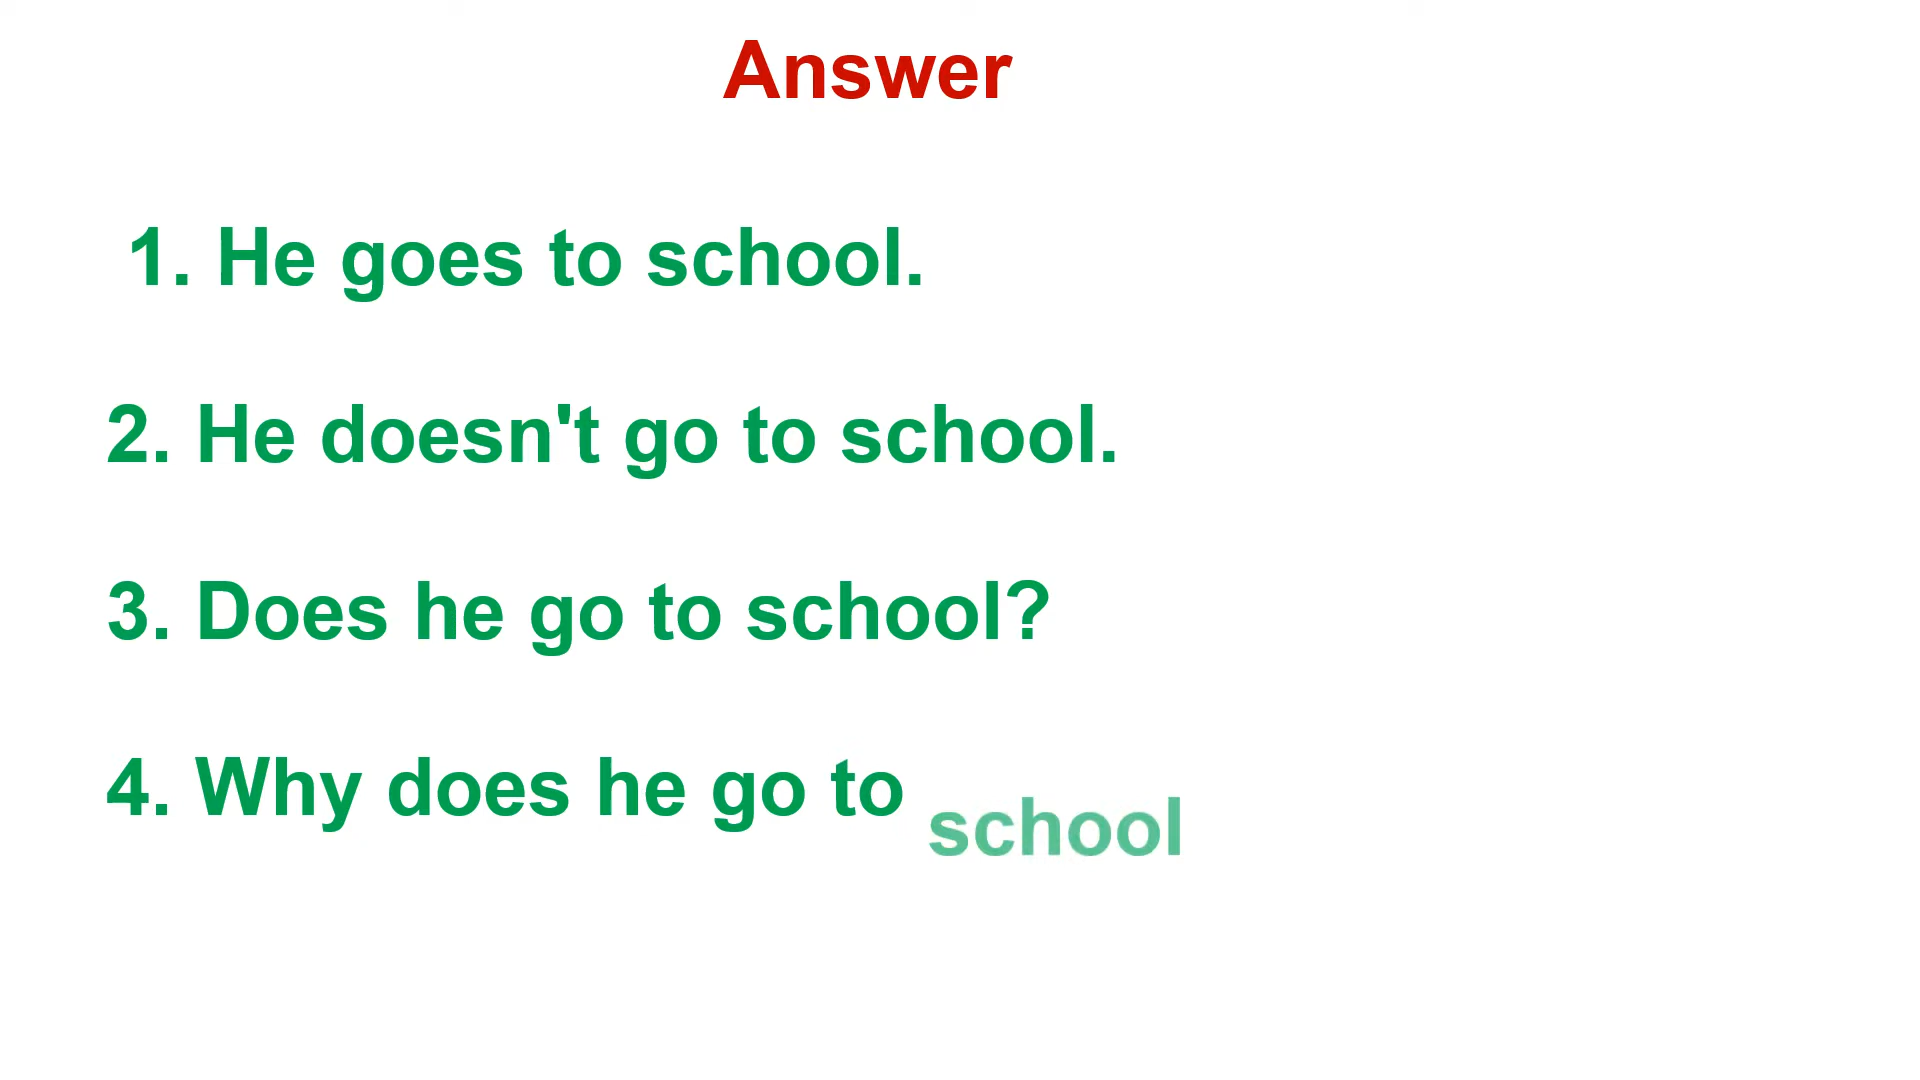 Answer
1. He goes to school.
2. He doesn't go to school.
3. Does he go to school?
4. Why does he go to school